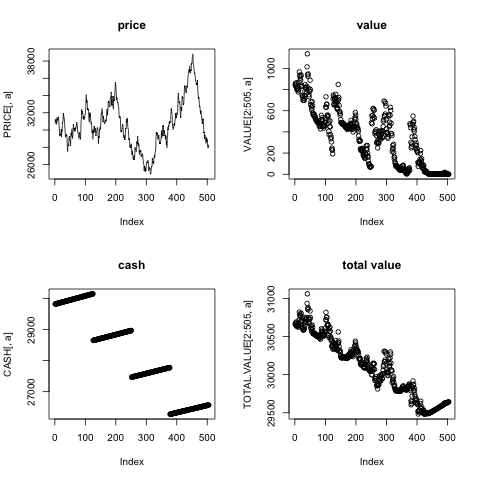 price
PRICE[, a]
26000 30000 32000 38000
0 100 200 300 400 500
Index
value
VALUE[2:505, a]
0 200 600 1000
0 100 200 300 400 500
Index
cash
CASH[, a]
27000 29000
0 100 200 300 400 500
Index
total value
TOTAL.VALUE[2:505, a]
29500 30000 30500 31000
0 100 200 300 400 500
Index